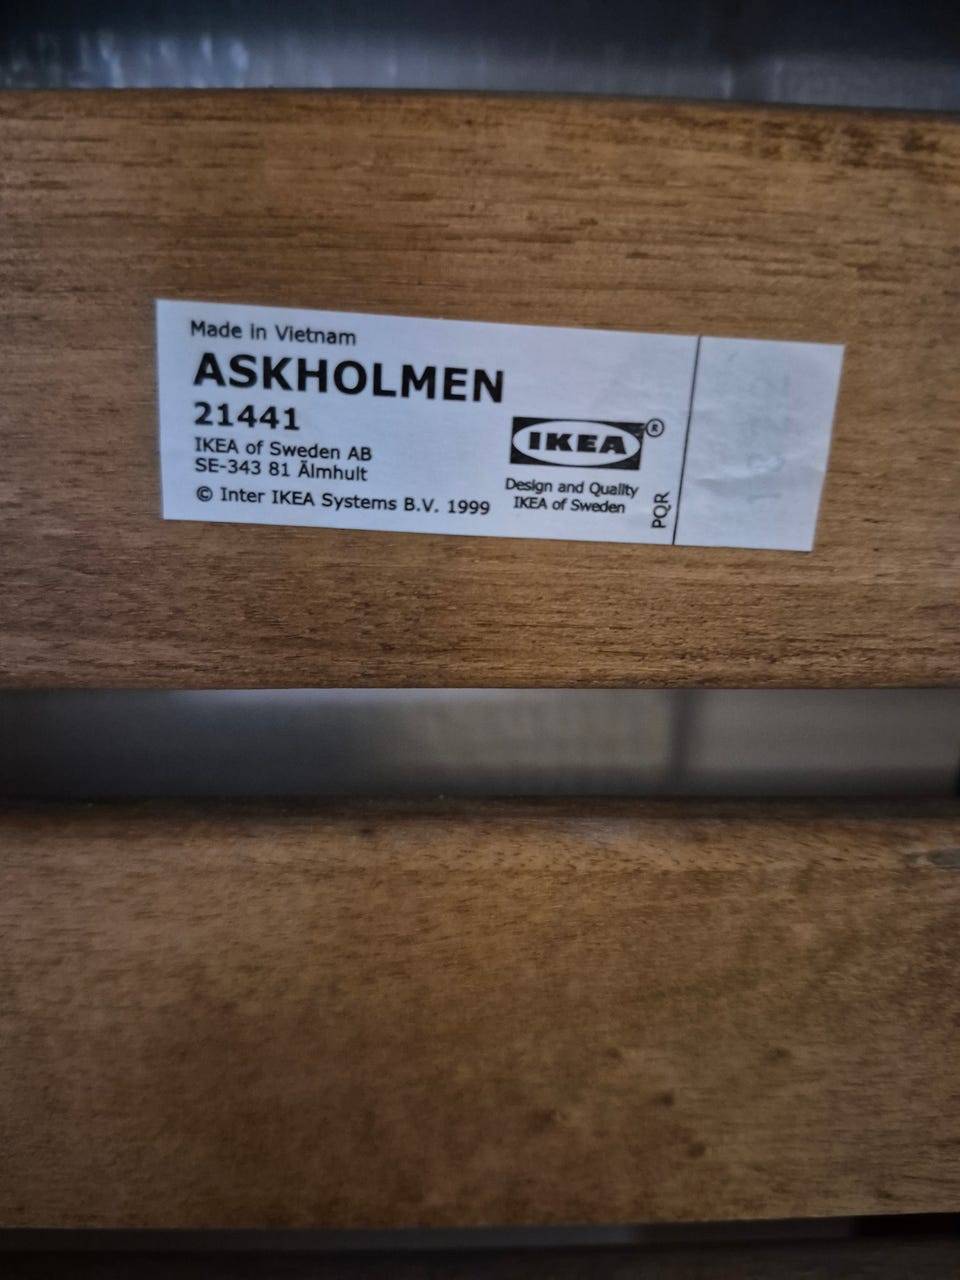 Made in Vietnam
ASKHOLMEN
21441
IKEA of Sweden AB
SE-343 81 Älmhult
© Inter IKEA Systems B.V. 1999
IKEA®
Design and Quality
IKEA of Sweden
PQR